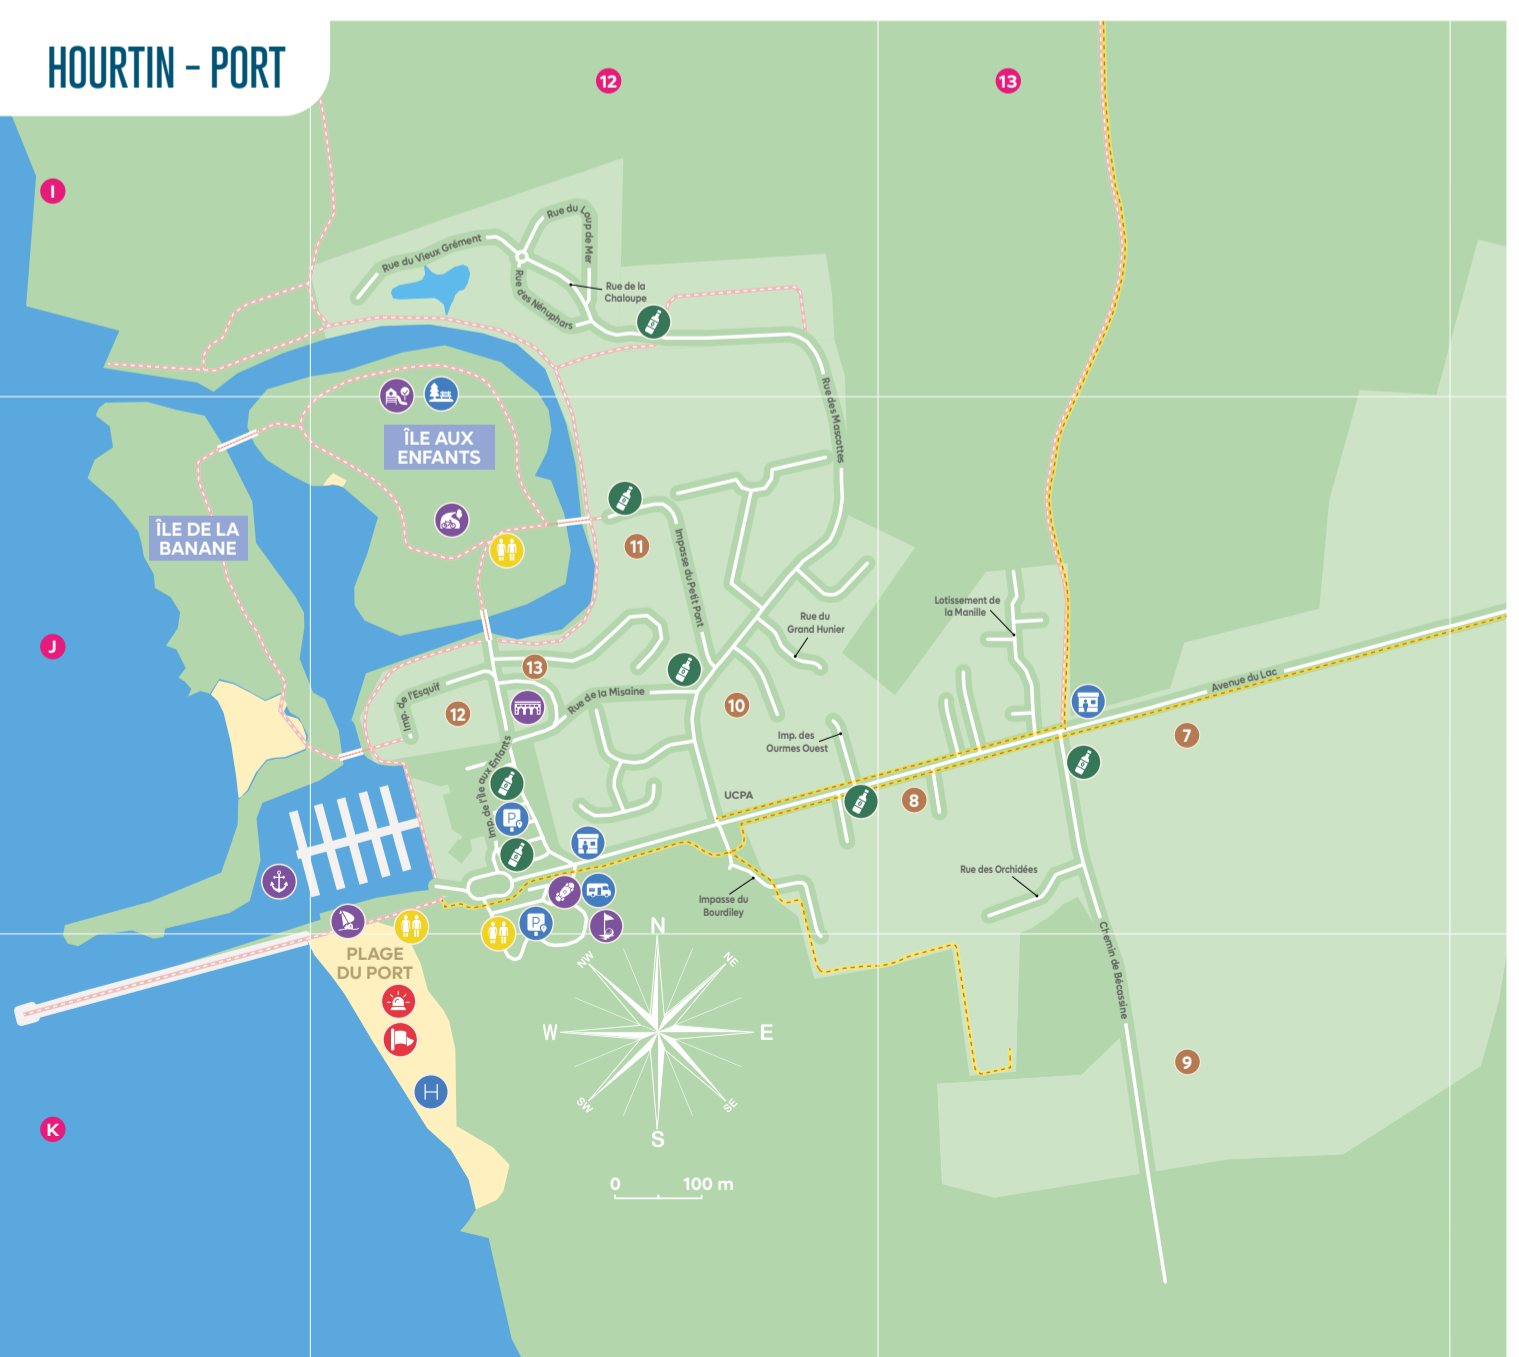 HOURTIN - PORT
12
13
I
Rue du Loup de Mer
Rue du Vieux Grément
Rue de la
Chaloupe
Rue des Nénuphars
Rue des Mascottes
ÎLE AUX
ENFANTS
ÎLE DE LA
BANANE
11
Impasse du Petit Pont
Lotissement de
la Manille
Rue du
Grand Hunier
J
13
Avenue du Lac
Imp. de l'Esquif
Rue de la Misaine
12
10
7
Imp. des
Ourmes Ouest
Imp. de l'Île aux Enfants
UCPA
8
P
Rue des Orchidées
Impasse du
Bourdiley
P
Chemin de Bécassine
PLAGE
DU PORT
N
NW
NE
W
E
SW
SE
S
9
H
K
0
100 m